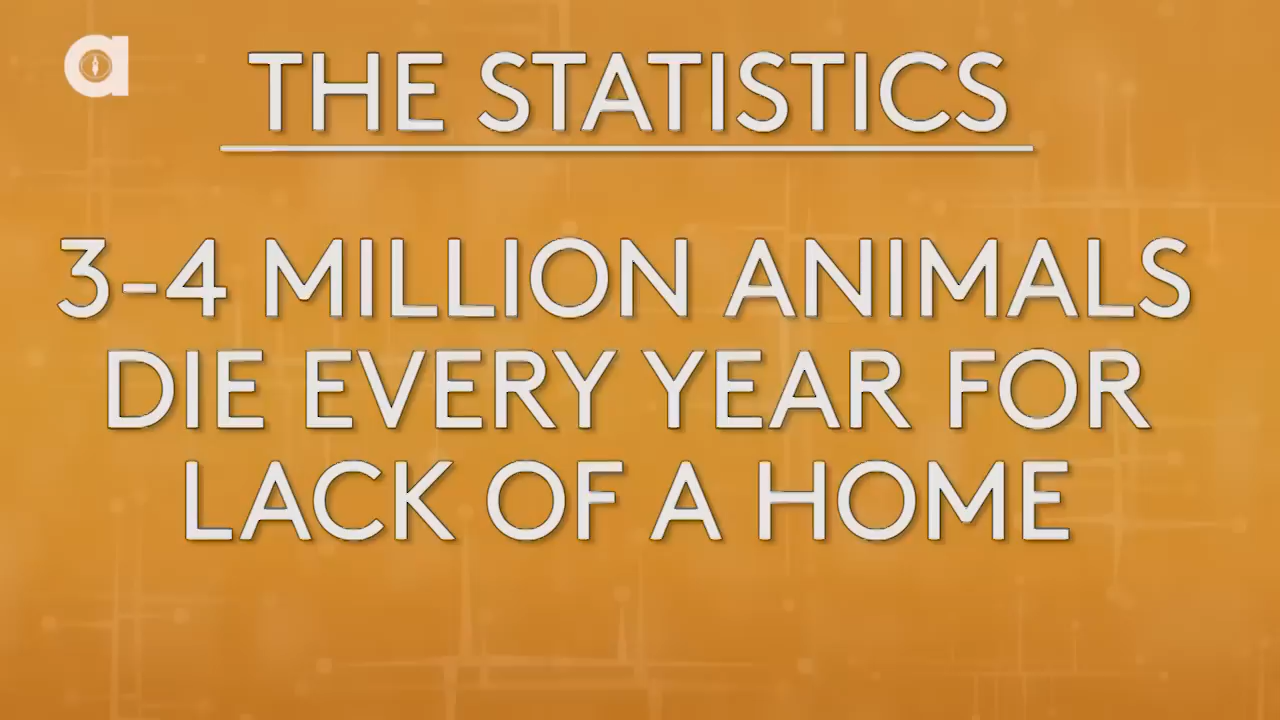 a
THE STATISTICS
3-4 MILLION ANIMALS
DIE EVERY YEAR FOR
LACK OF A HOME